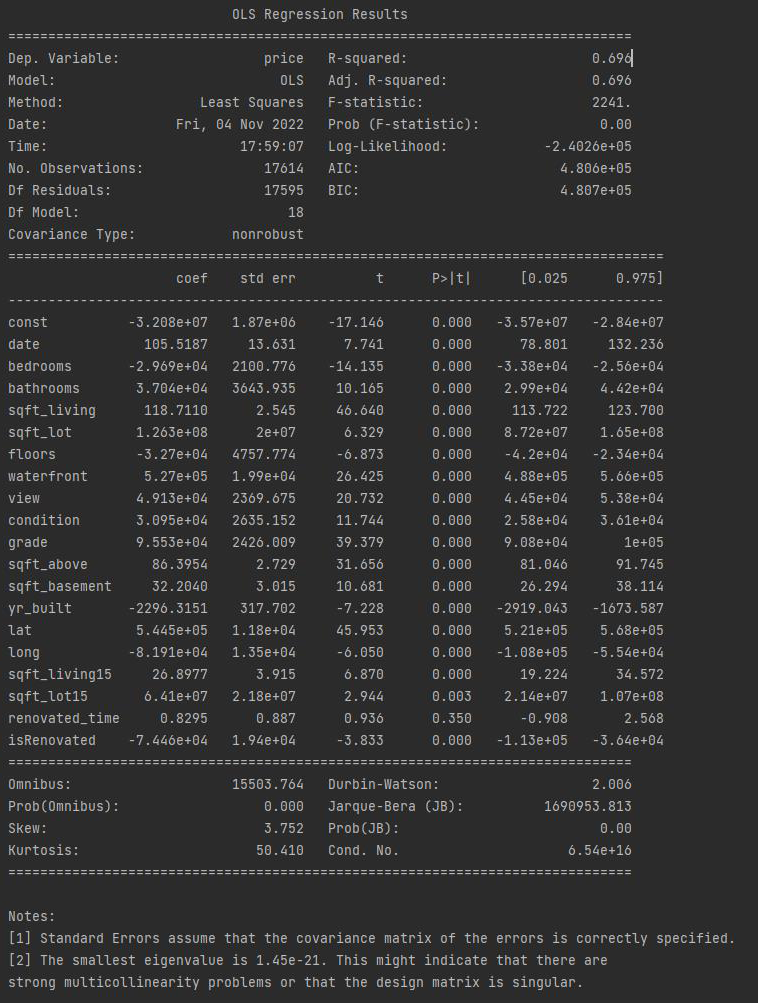 OLS Regression Results
==============================================================================
Dep. Variable:                  price   R-squared:                       0.696
Model:                            OLS   Adj. R-squared:                  0.696
Method:                 Least Squares   F-statistic:                     2241.
Date:                Fri, 04 Nov 2022   Prob (F-statistic):               0.00
Time:                        17:59:07   Log-Likelihood:            -2.4026e+05
No. Observations:               17614   AIC:                         4.806e+05
Df Residuals:                   17595   BIC:                         4.807e+05
Df Model:                          18
Covariance Type:            nonrobust
==================================================================================
                     coef    std err          t      P>|t|      [0.025      0.975]
----------------------------------------------------------------------------------
const          -3.208e+07   1.87e+06    -17.146      0.000   -3.57e+07   -2.84e+07
date             105.5187     13.631      7.741      0.000      78.801     132.236
bedrooms       -2.969e+04   2100.776    -14.135      0.000   -3.38e+04   -2.56e+04
bathrooms       3.704e+04   3643.935     10.165      0.000    2.99e+04    4.42e+04
sqft_living      118.7110      2.545     46.640      0.000     113.722     123.700
sqft_lot        1.263e+08      2e+07      6.329      0.000    8.72e+07    1.65e+08
floors          -3.27e+04   4757.774     -6.873      0.000    -4.2e+04   -2.34e+04
waterfront       5.27e+05   1.99e+04     26.425      0.000    4.88e+05    5.66e+05
view            4.913e+04   2369.675     20.732      0.000    4.45e+04    5.38e+04
condition       3.095e+04   2635.152     11.744      0.000    2.58e+04    3.61e+04
grade           9.553e+04   2426.009     39.379      0.000    9.08e+04       1e+05
sqft_above        86.3954      2.729     31.656      0.000      81.046      91.745
sqft_basement     32.2040      3.015     10.681      0.000      26.294      38.114
yr_built       -2296.3151    317.702     -7.228      0.000   -2919.043   -1673.587
lat             5.445e+05   1.18e+04     45.953      0.000    5.21e+05    5.68e+05
long           -8.191e+04   1.35e+04     -6.050      0.000   -1.08e+05   -5.54e+04
sqft_living15     26.8977      3.915      6.870      0.000      19.224      34.572
sqft_lot15       6.41e+07   2.18e+07      2.944      0.003    2.14e+07    1.07e+08
renovated_time     0.8295      0.887      0.936      0.350      -0.908       2.568
isRenovated    -7.446e+04   1.94e+04     -3.833      0.000   -1.13e+05   -3.64e+04
==============================================================================
Omnibus:                    15503.764   Durbin-Watson:                   2.006
Prob(Omnibus):                  0.000   Jarque-Bera (JB):          1690953.813
Skew:                           3.752   Prob(JB):                         0.00
Kurtosis:                      50.410   Cond. No.                     6.54e+16
==============================================================================

Notes:
[1] Standard Errors assume that the covariance matrix of the errors is correctly specified.
[2] The smallest eigenvalue is 1.45e-21. This might indicate that there are
strong multicollinearity problems or that the design matrix is singular.